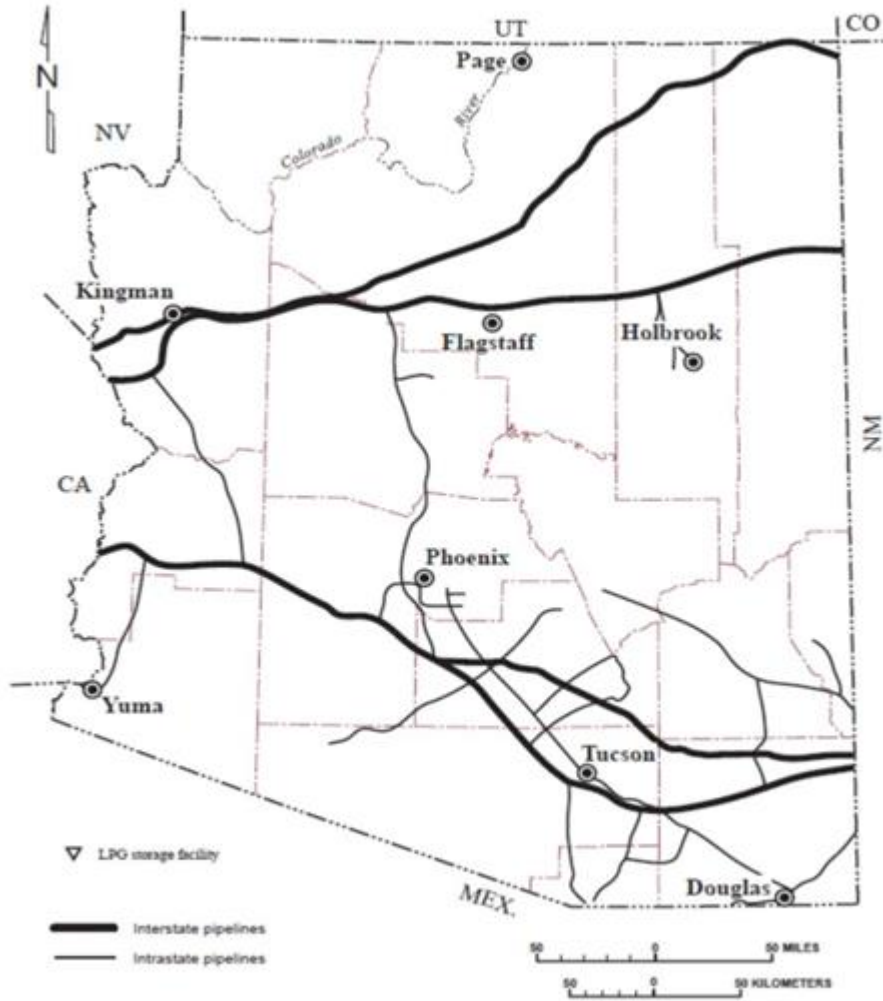 UT
CO
N
Page
NV
Colorado
River
Kingman
Flagstaff
Holbrook
NM
CA
Phoenix
Yuma
Tucson
LPG storage facility
MEX.
Douglas
Interstate pipelines
Intrastate pipelines
50 0 50 MILES
50 0 50 KILOMETERS